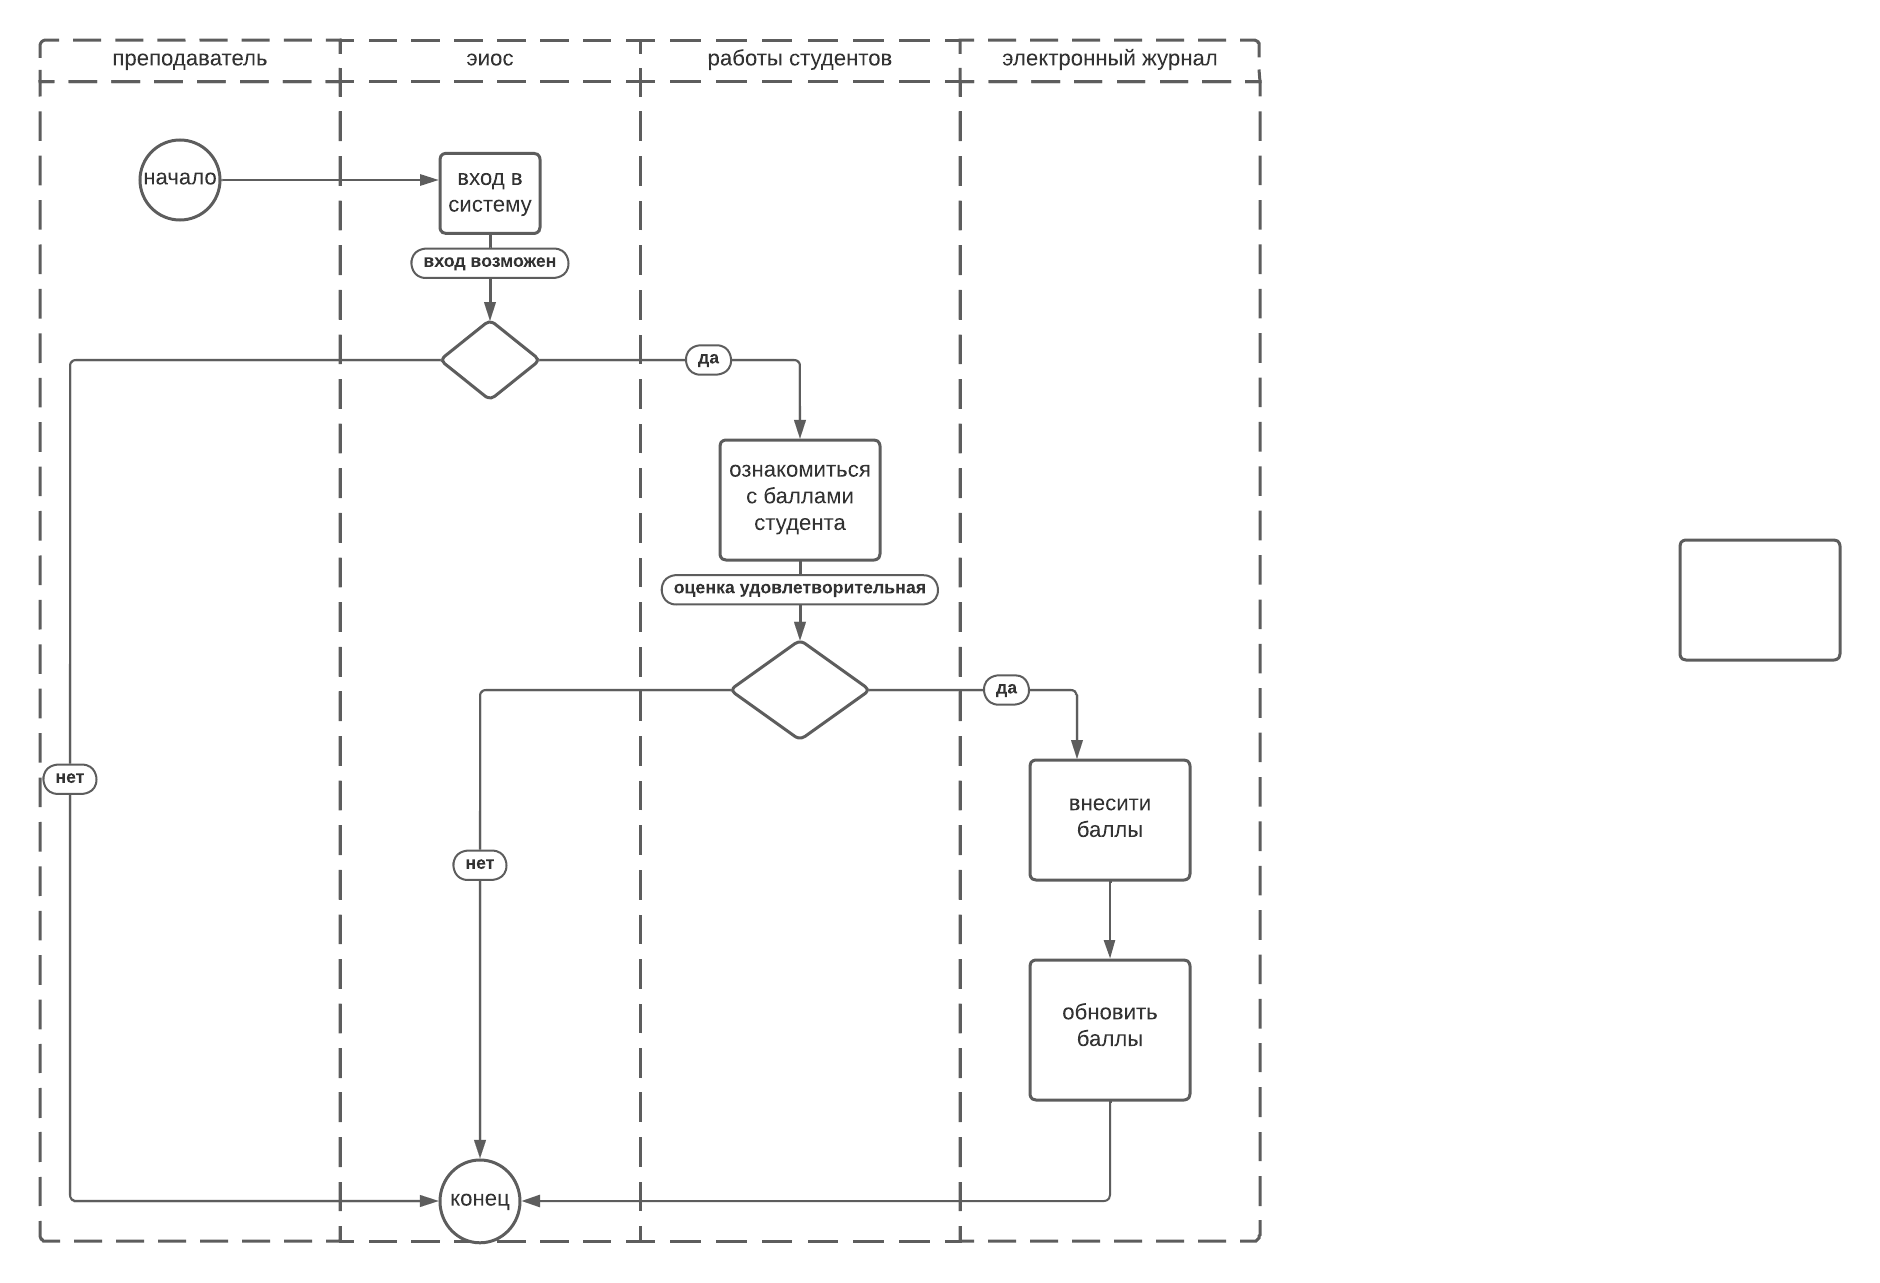 преподаватель
эиос
работы студентов
электронный журнал
начало
вход в
систему
вход возможен
да
ознакомиться
с баллами
студента
оценка удовлетворительная
да
нет
внесити
баллы
нет
обновить
баллы
конец